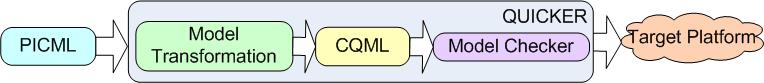 PICML
QUICKER
Model
Transformation
CQML
Model Checker
Target Platform